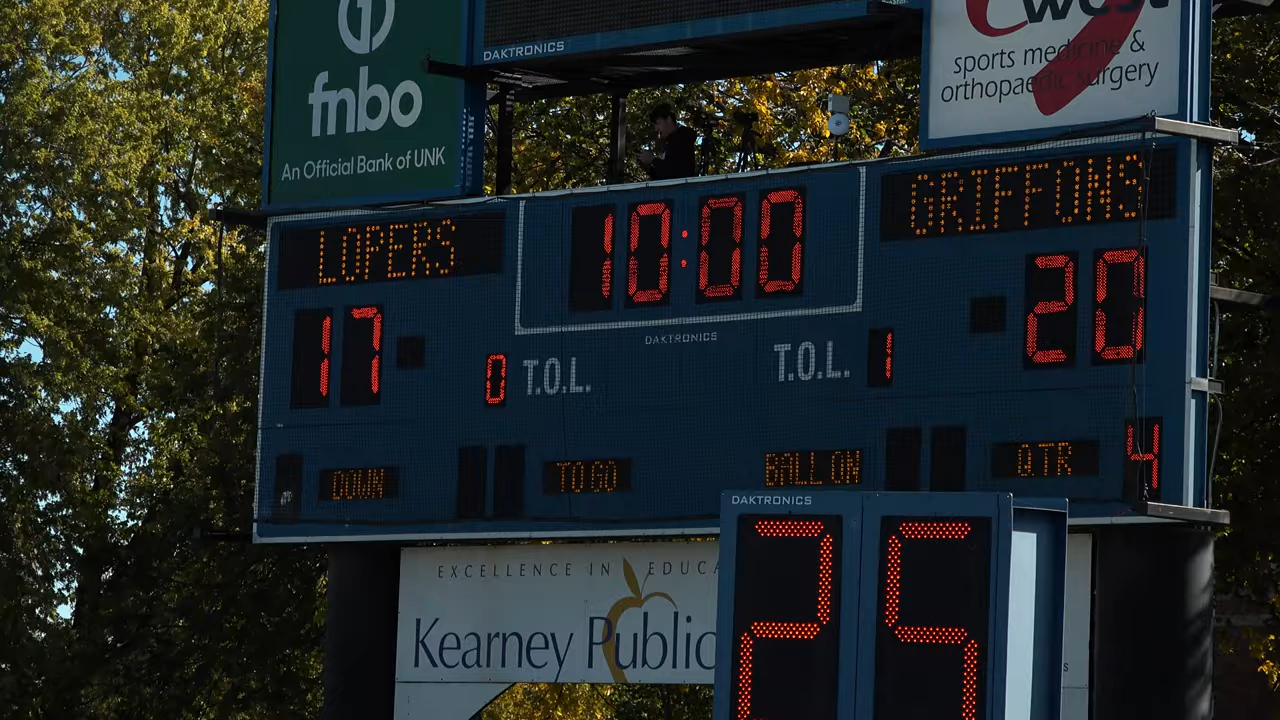 fnbo
An Official Bank of UNK
DAKTRONICS
west
sports medicine &
orthopaedic surgery
LOPERS
10:00
GRIFFONS
17
20
DAKTRONICS
0 T.O.L.
T.O.L. 1
DOWN
TO GO
BALL ON
QTR 4
DAKTRONICS
25
EXCELLENCE IN EDUCA
Kearney Public